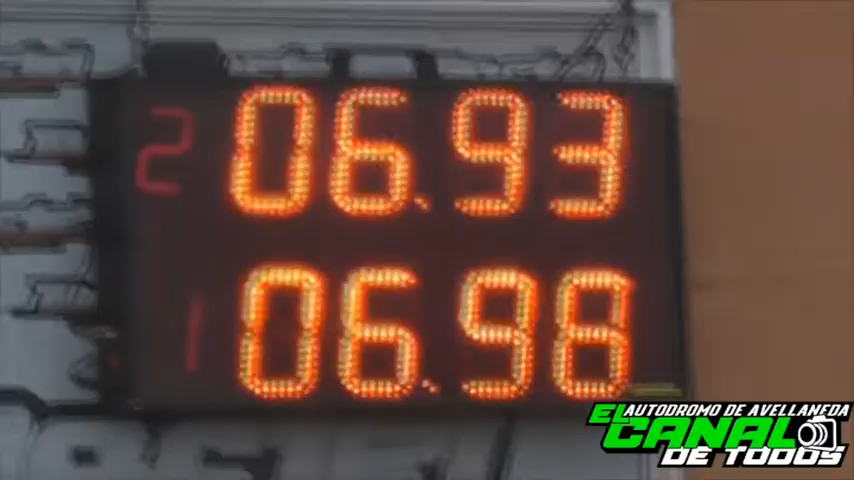 2 06.93
1 06.98
AUTODROMO DE AVELLANEDA
EL CANAL
DE TODOS